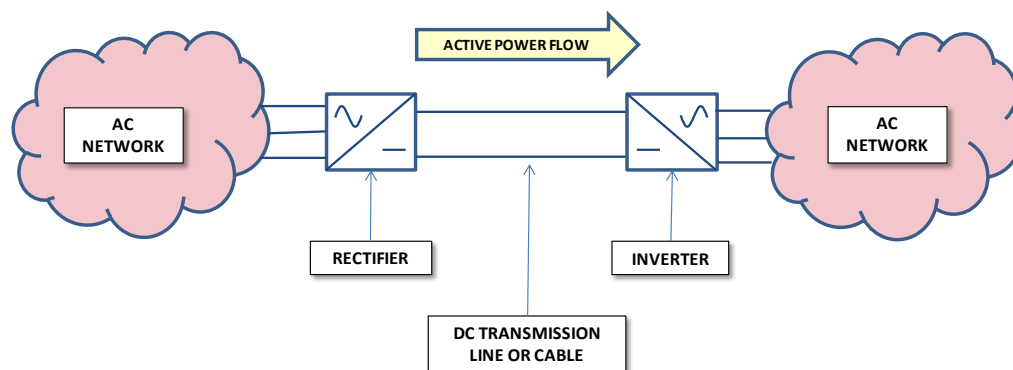 ACTIVE POWER FLOW
AC
NETWORK
AC
NETWORK
RECTIFIER
INVERTER
DC TRANSMISSION
LINE OR CABLE